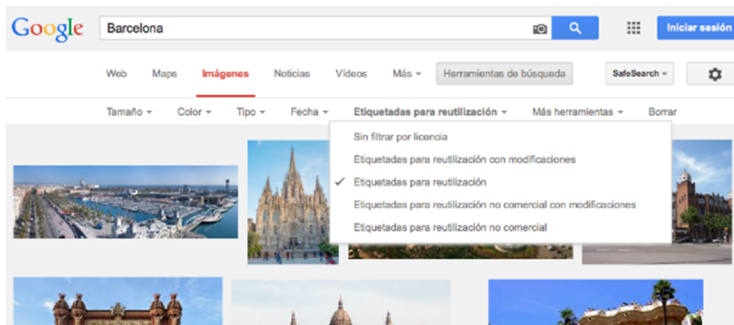 Google Barcelona Iniciar sesión
Web Maps Imágenes Noticias Vídeos Más Herramientas de búsqueda SafeSearch
Tamaño Color Tipo Fecha Etiquetadas para reutilización Más herramientas Borrar
Sin filtrar por licencia
Etiquetadas para reutilización con modificaciones
Etiquetadas para reutilización
Etiquetadas para reutilización no comercial con modificaciones
Etiquetadas para reutilización no comercial